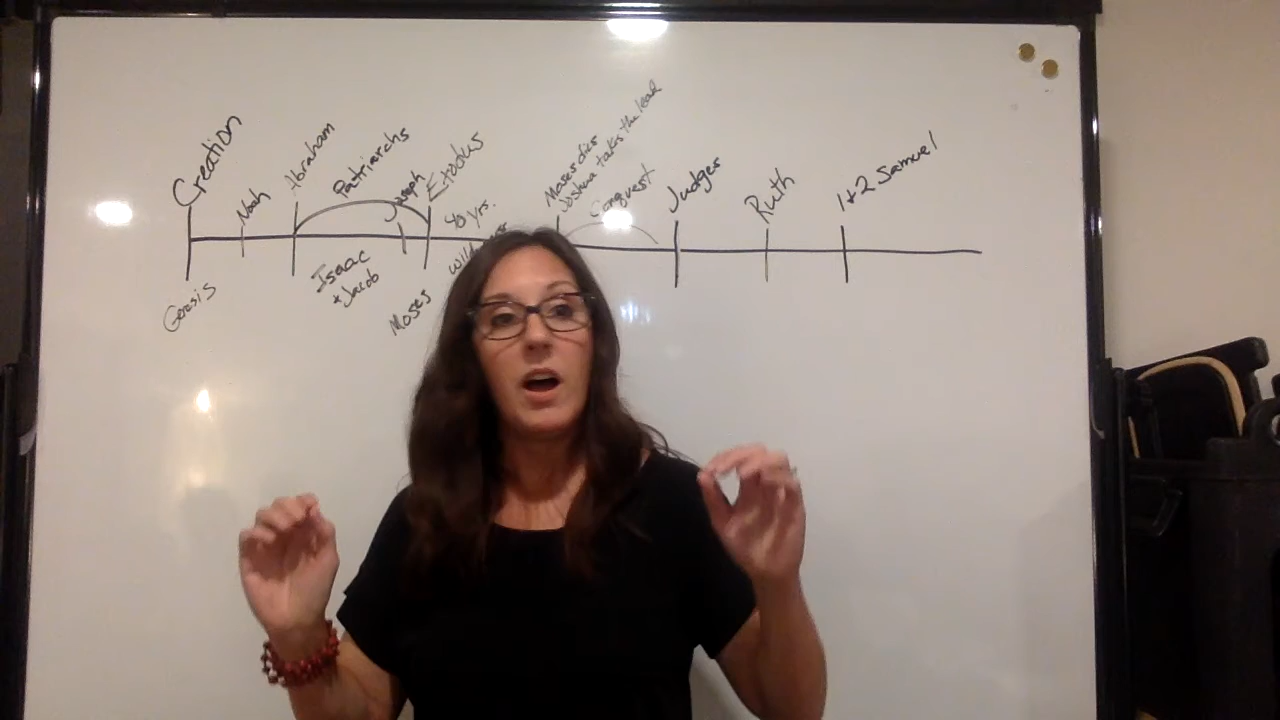 Creation
Noah
Abraham
Patriarchs
Joseph
Exodus
40 yrs.
Moses dies
Joshua takes the lead
Conquest
Judges
Ruth
1+2 Samuel
Isaac
+ Jacob
Moses